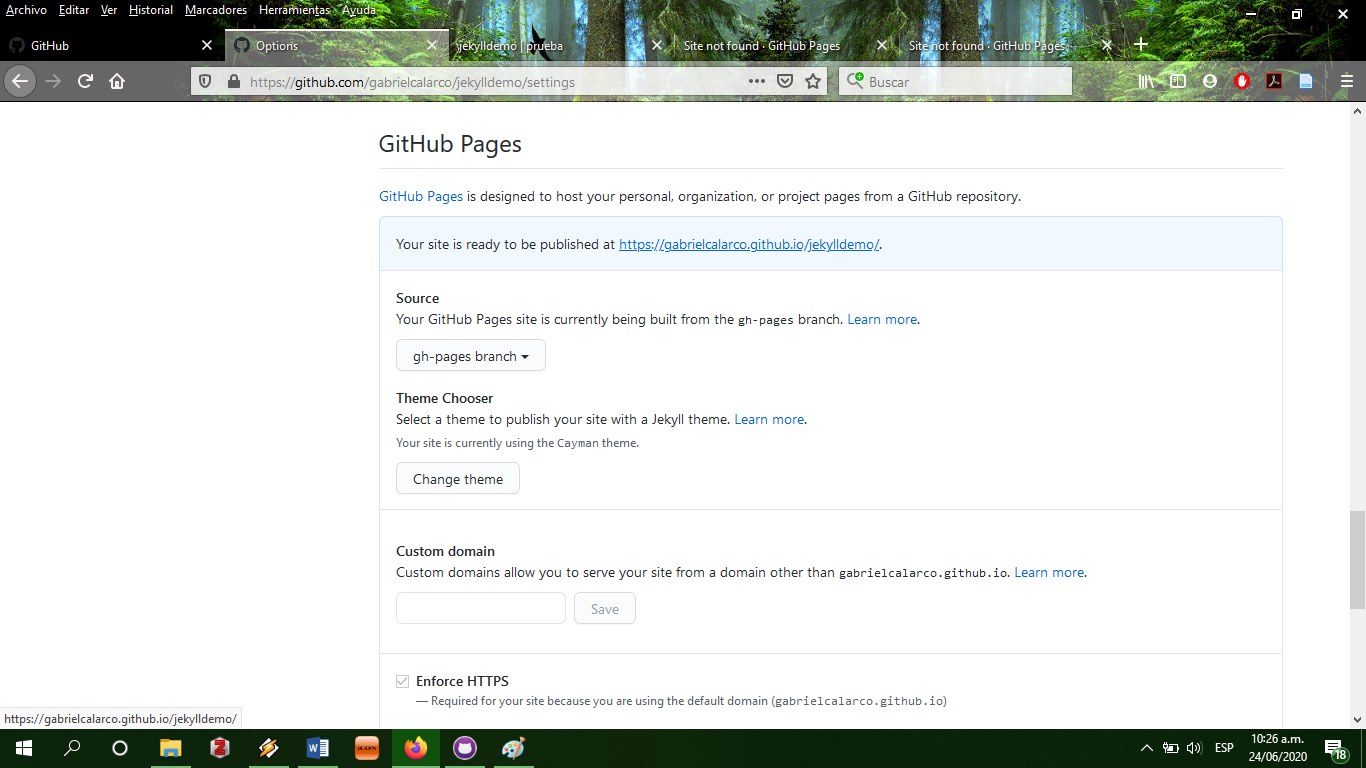 Archivo Editar Ver Historial Marcadores Herramientas Ayuda
GitHub Options jekylldemo | prueba Site not found · GitHub Pages Site not found · GitHub Pages
https://github.com/gabrielcalarco/jekylldemo/settings Buscar
GitHub Pages
GitHub Pages is designed to host your personal, organization, or project pages from a GitHub repository.
Your site is ready to be published at https://gabrielcalarco.github.io/jekylldemo/.
Source
Your GitHub Pages site is currently being built from the gh-pages branch. Learn more.
gh-pages branch
Theme Chooser
Select a theme to publish your site with a Jekyll theme. Learn more.
Your site is currently using the Cayman theme.
Change theme
Custom domain
Custom domains allow you to serve your site from a domain other than gabrielcalarco.github.io. Learn more.
Save
Enforce HTTPS
— Required for your site because you are using the default domain (gabrielcalarco.github.io)
https://gabrielcalarco.github.io/jekylldemo/
ESP
10:26 a.m.
24/06/2020
18